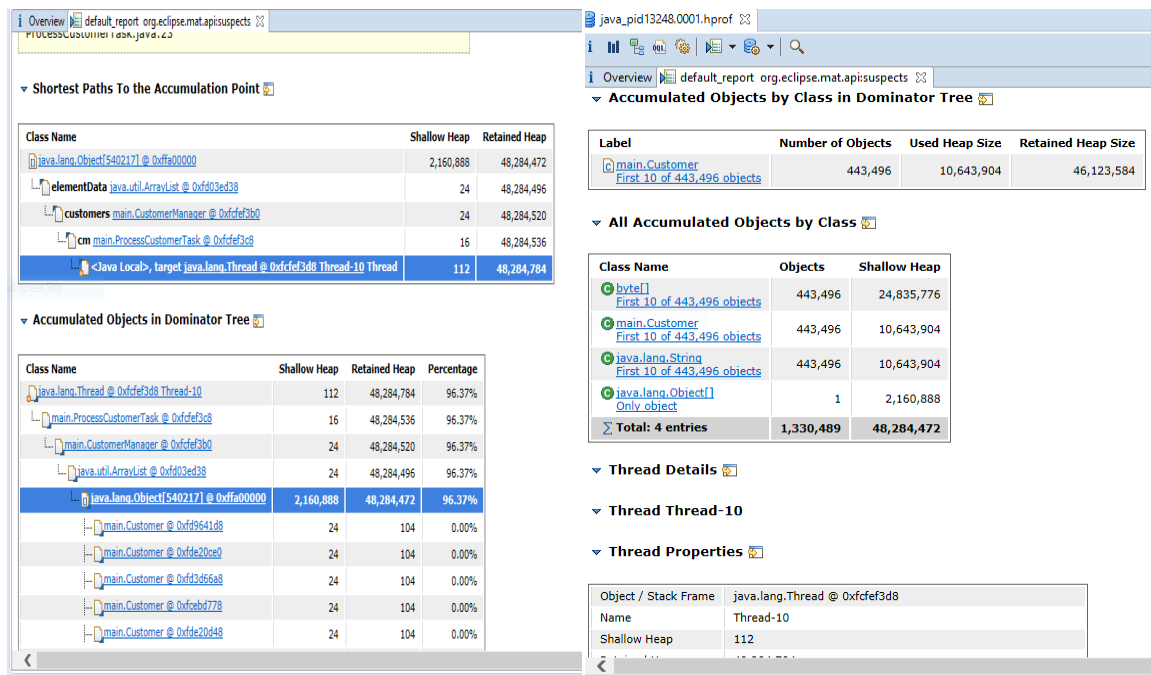 Overview default_report org.eclipse.mat.api:suspects
ProcessCustomerTask.java:23
Shortest Paths To the Accumulation Point
Class Name Shallow Heap Retained Heap
java.lang.Object[540217] @ 0xffa00000 2,160,888 48,284,472
elementData java.util.ArrayList @ 0xfd03ed38 24 48,284,496
customers main.CustomerManager @ 0xfcfef3b0 24 48,284,520
cm main.ProcessCustomerTask @ 0xfcfef3c8 16 48,284,536
<Java Local>, target java.lang.Thread @ 0xfcfef3d8 Thread-10 Thread 112 48,284,784
Accumulated Objects in Dominator Tree
Class Name Shallow Heap Retained Heap Percentage
java.lang.Thread @ 0xfcfef3d8 Thread-10 112 48,284,784 96.37%
main.ProcessCustomerTask @ 0xfcfef3c8 16 48,284,536 96.37%
main.CustomerManager @ 0xfcfef3b0 24 48,284,520 96.37%
java.util.ArrayList @ 0xfd03ed38 24 48,284,496 96.37%
java.lang.Object[540217] @ 0xffa00000 2,160,888 48,284,472 96.37%
main.Customer @ 0xfd9641d8 24 104 0.00%
main.Customer @ 0xfde20ce0 24 104 0.00%
main.Customer @ 0xfd3d66a8 24 104 0.00%
main.Customer @ 0xfcebd778 24 104 0.00%
main.Customer @ 0xfde20d48 24 104 0.00%
java_pid13248.0001.hprof
Overview default_report org.eclipse.mat.api:suspects
Accumulated Objects by Class in Dominator Tree
Label Number of Objects Used Heap Size Retained Heap Size
main.Customer
First 10 of 443,496 objects 443,496 10,643,904 46,123,584
All Accumulated Objects by Class
Class Name Objects Shallow Heap
byte[]
First 10 of 443,496 objects 443,496 24,835,776
main.Customer
First 10 of 443,496 objects 443,496 10,643,904
java.lang.String
First 10 of 443,496 objects 443,496 10,643,904
java.lang.Object[]
Only object 1 2,160,888
Total: 4 entries 1,330,489 48,284,472
Thread Details
Thread Thread-10
Thread Properties
Object / Stack Frame java.lang.Thread @ 0xfcfef3d8
Name Thread-10
Shallow Heap 112